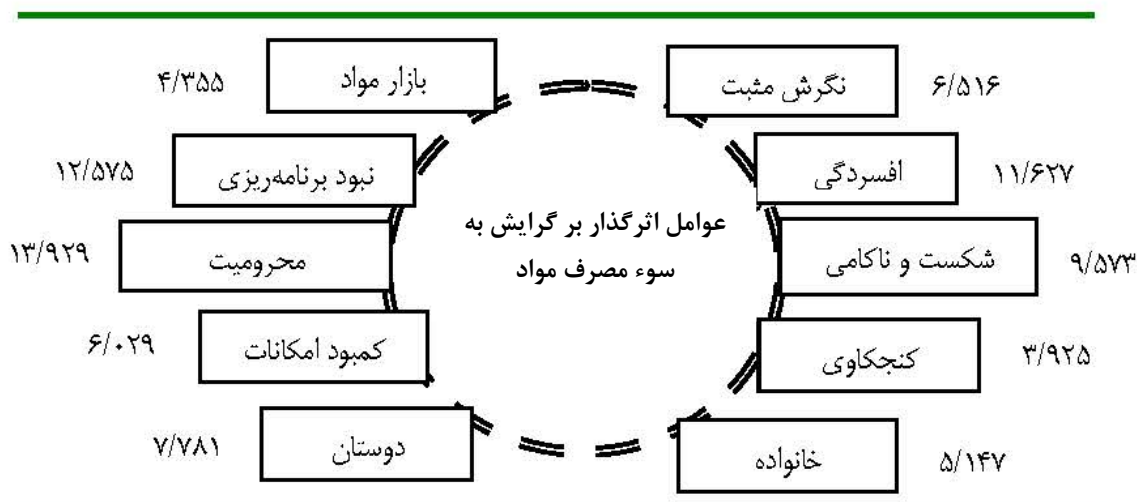 نگرش مثبت
۶/۵۱۶
بازار مواد
۴/۳۵۵
افسردگی
۱۱/۶۲۷
نبود برنامه‌ریزی
۱۲/۵۷۵
عوامل اثرگذار بر گرایش به
سوء مصرف مواد
شکست و ناکامی
۹/۵۷۳
محرومیت
۱۳/۹۲۹
کنجکاوی
۳/۹۲۵
کمبود امکانات
۶/۰۲۹
خانواده
۵/۱۴۷
دوستان
۷/۷۸۱